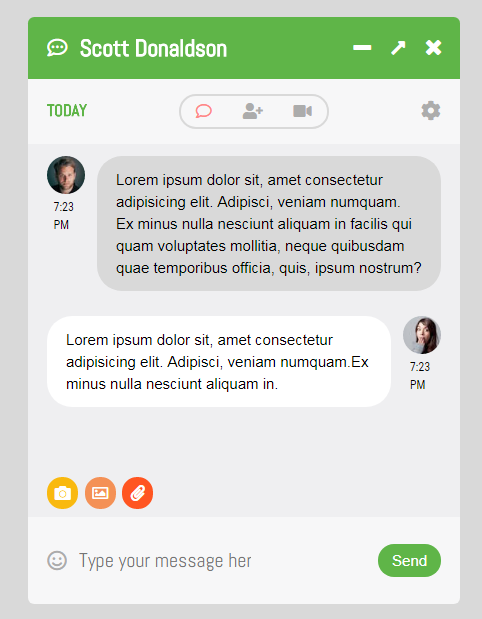 Scott Donaldson
TODAY
Lorem ipsum dolor sit, amet consectetur
adipisicing elit. Adipisci, veniam numquam.
Ex minus nulla nesciunt aliquam in facilis qui
quam voluptates mollitia, neque quibusdam
quae temporibus officia, quis, ipsum nostrum?
7:23
PM
Lorem ipsum dolor sit, amet consectetur
adipisicing elit. Adipisci, veniam numquam.Ex
minus nulla nesciunt aliquam in.
7:23
PM
Type your message her
Send